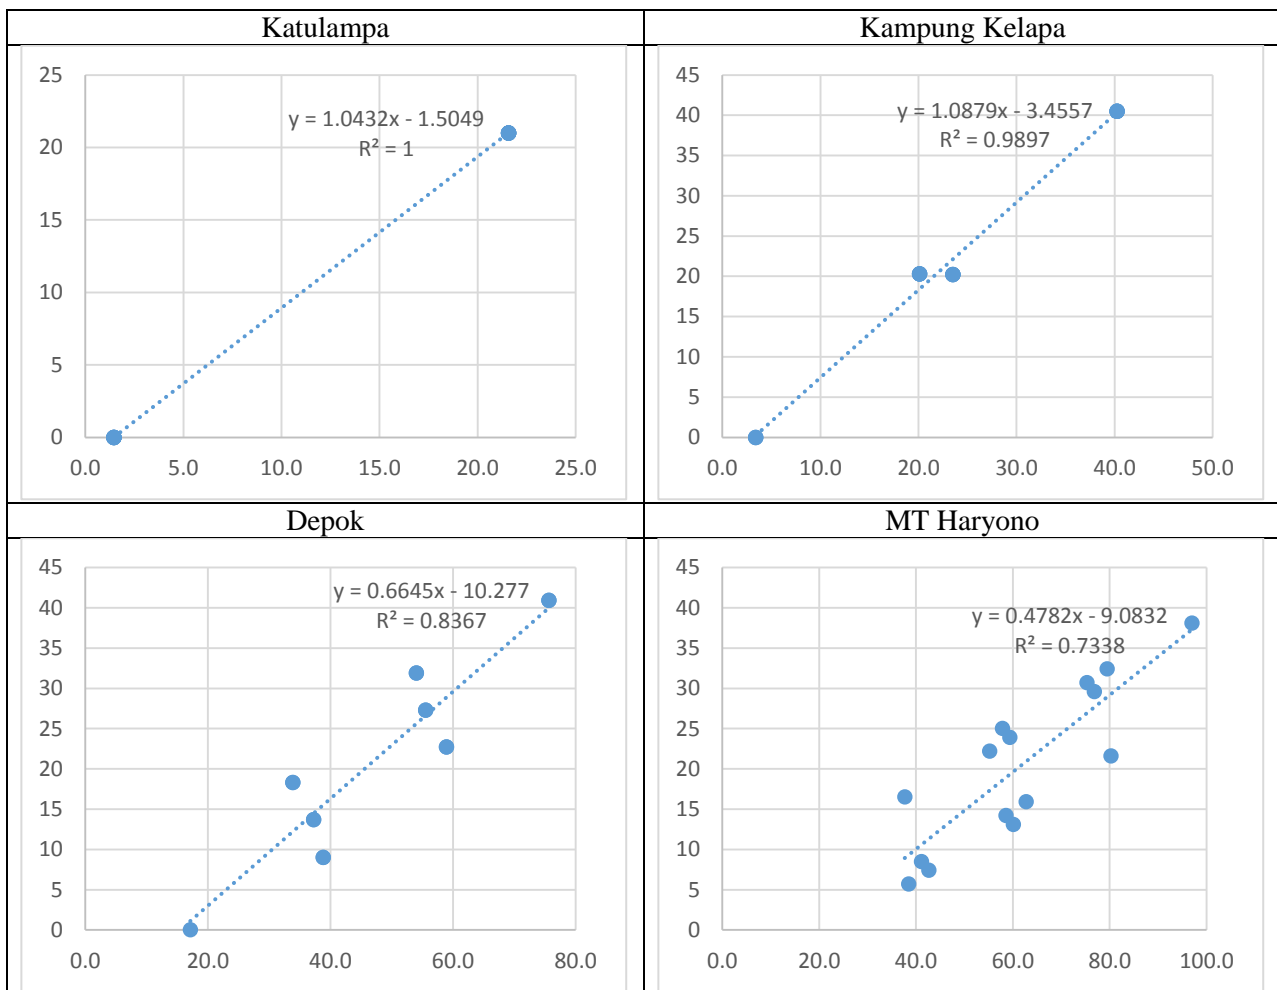 Katulampa
25
20
15
10
5
0
0.0 5.0 10.0 15.0 20.0 25.0
y = 1.0432x - 1.5049
R² = 1
Kampung Kelapa
45
40
35
30
25
20
15
10
5
0
0.0 10.0 20.0 30.0 40.0 50.0
y = 1.0879x - 3.4557
R² = 0.9897
Depok
45
40
35
30
25
20
15
10
5
0
0.0 20.0 40.0 60.0 80.0
y = 0.6645x - 10.277
R² = 0.8367
MT Haryono
45
40
35
30
25
20
15
10
5
0
0.0 20.0 40.0 60.0 80.0 100.0
y = 0.4782x - 9.0832
R² = 0.7338